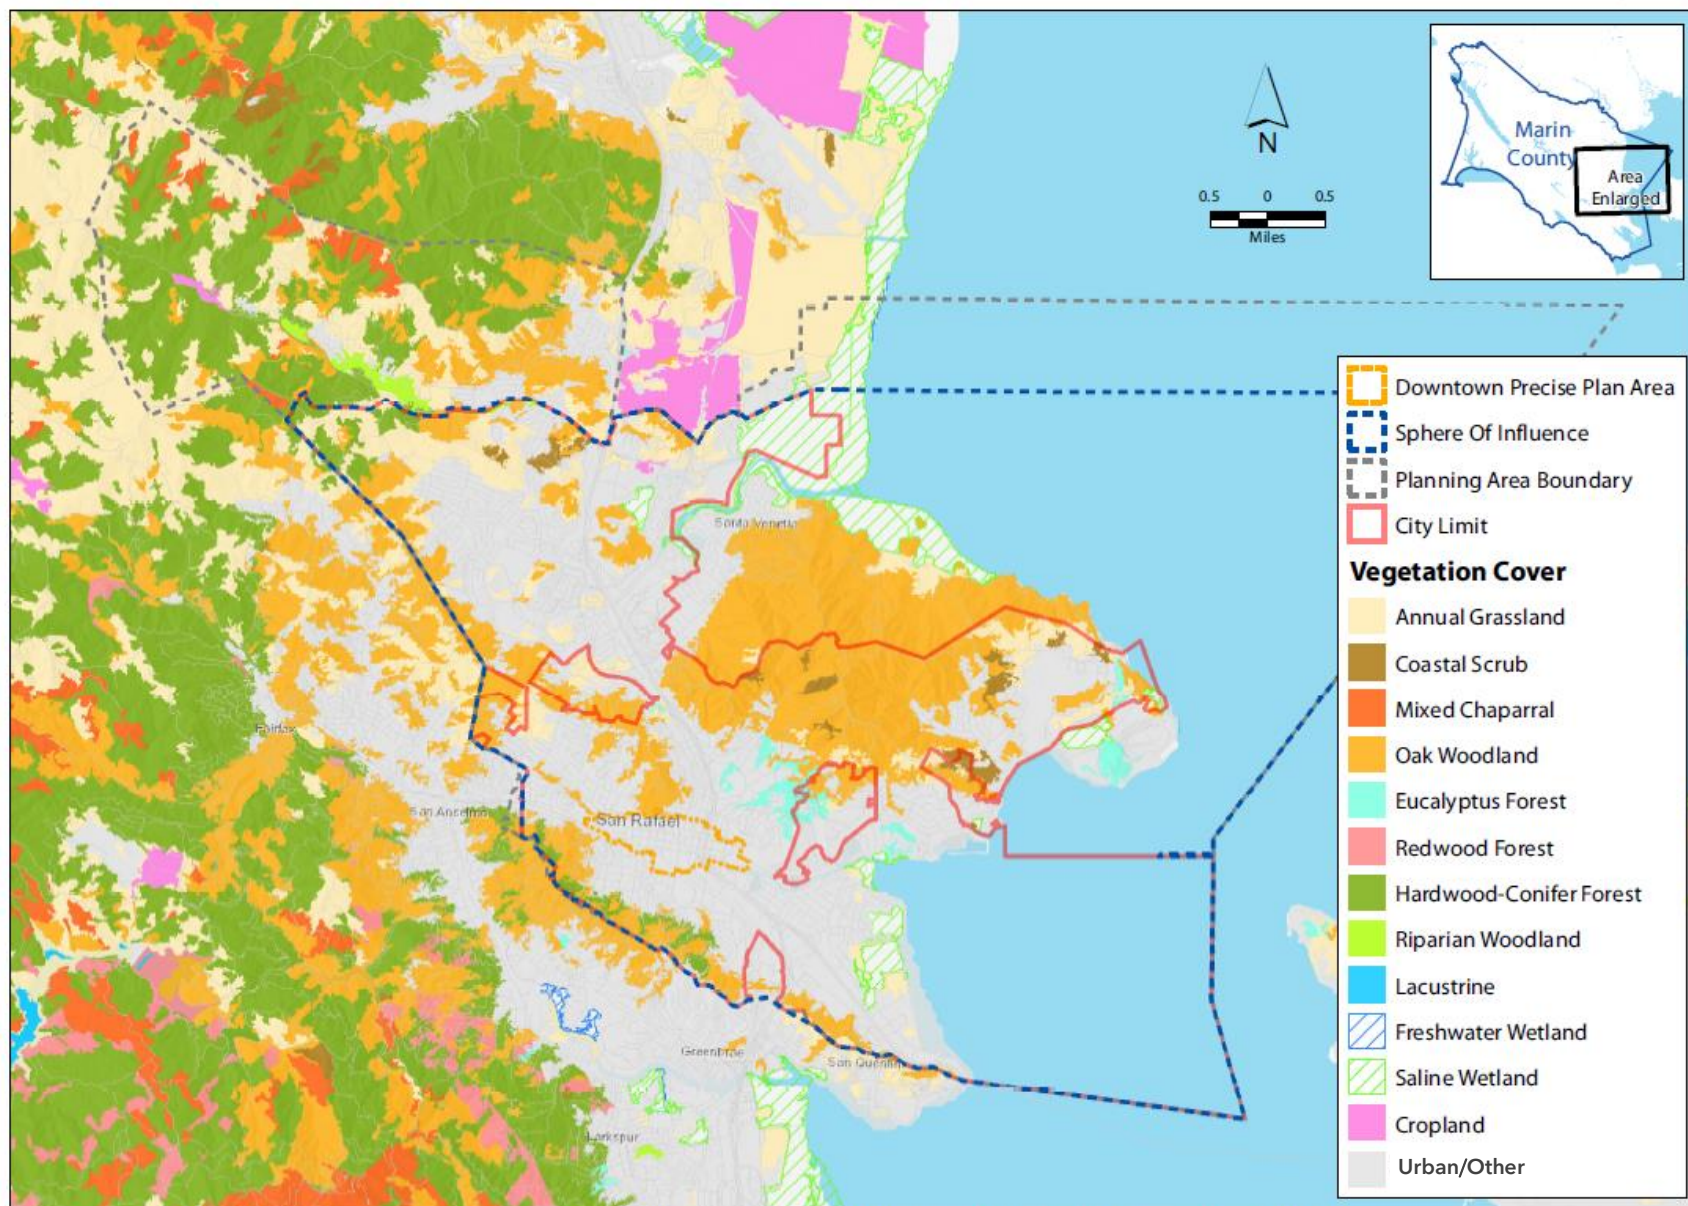 N
0.5 0 0.5
Miles
Marin
County
Area
Enlarged
Downtown Precise Plan Area
Sphere Of Influence
Planning Area Boundary
City Limit
Vegetation Cover
Annual Grassland
Coastal Scrub
Mixed Chaparral
Oak Woodland
Eucalyptus Forest
Redwood Forest
Hardwood-Conifer Forest
Riparian Woodland
Lacustrine
Freshwater Wetland
Saline Wetland
Cropland
Urban/Other
Santa Venetia
Fairfax
San Anselmo
San Rafael
Greenbrae
San Quentin
Larkspur